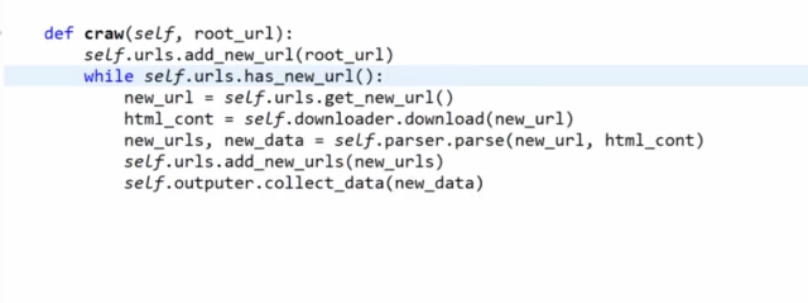 def craw(self, root_url):
self.urls.add_new_url(root_url)
while self.urls.has_new_url():
new_url = self.urls.get_new_url()
html_cont = self.downloader.download(new_url)
new_urls, new_data = self.parser.parse(new_url, html_cont)
self.urls.add_new_urls(new_urls)
self.outputer.collect_data(new_data)